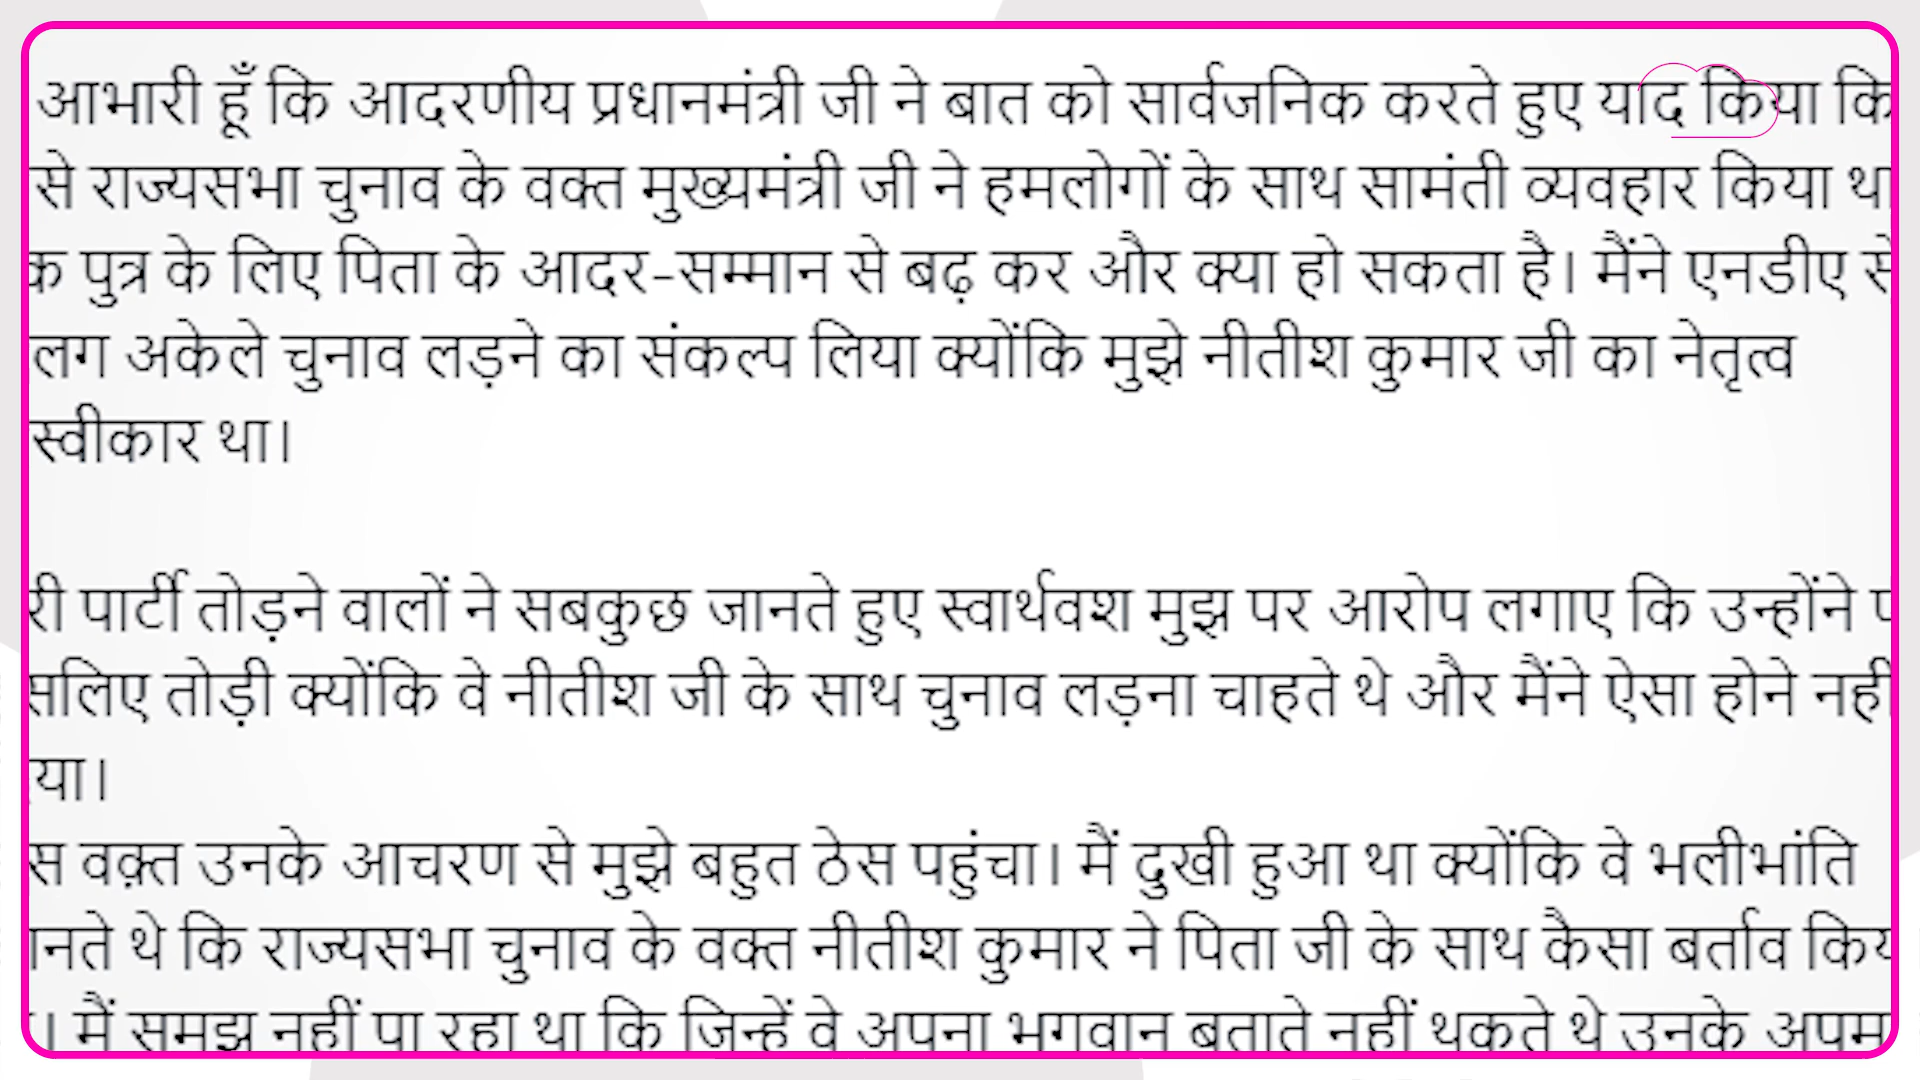 आभारी हूँ कि आदरणीय प्रधानमंत्री जी ने बात को सार्वजनिक करते हुए याद किया कि
से राज्यसभा चुनाव के वक्त मुख्यमंत्री जी ने हमलोगों के साथ सामंती व्यवहार किया था
पुत्र के लिए पिता के आदर-सम्मान से बढ़ कर और क्या हो सकता है। मैंने एनडीए से
लग अकेले चुनाव लड़ने का संकल्प लिया क्योंकि मुझे नीतीश कुमार जी का नेतृत्व
स्वीकार था।
री पार्टी तोड़ने वालों ने सबकुछ जानते हुए स्वार्थवश मुझ पर आरोप लगाए कि उन्होंने
सलिए तोड़ी क्योंकि वे नीतीश जी के साथ चुनाव लड़ना चाहते थे और मैंने ऐसा होने नहीं
या।
स वक़्त उनके आचरण से मुझे बहुत ठेस पहुंचा। मैं दुखी हुआ था क्योंकि वे भलीभांति
नते थे कि राज्यसभा चुनाव के वक्त नीतीश कुमार ने पिता जी के साथ कैसा बर्ताव किय
। मैं समझ नहीं पा रहा था कि जिन्हें वे अपना भगवान बताते नहीं थकते थे उनके अपम